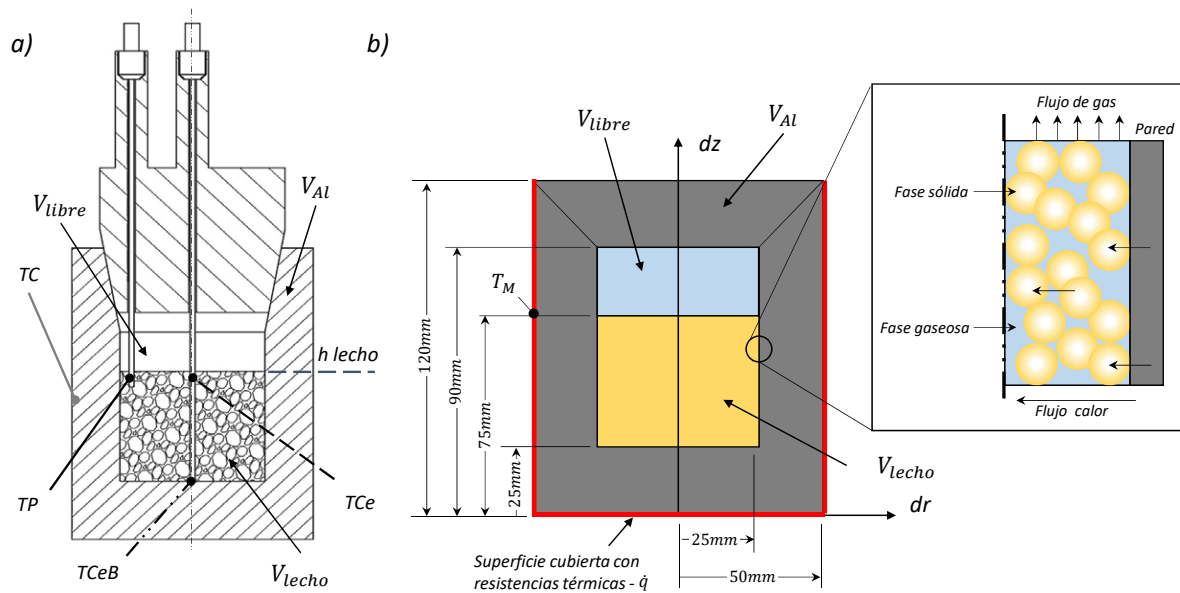 a)
V_libre
V_Al
TC
h lecho
TP
TCe
TCeB
V_lecho
b)
V_libre
V_Al
dz
T_M
120mm
90mm
75mm
25mm
V_lecho
dr
25mm
50mm
Superficie cubierta con
resistencias térmicas - q̇
Flujo de gas
Pared
Fase sólida
Fase gaseosa
Flujo calor